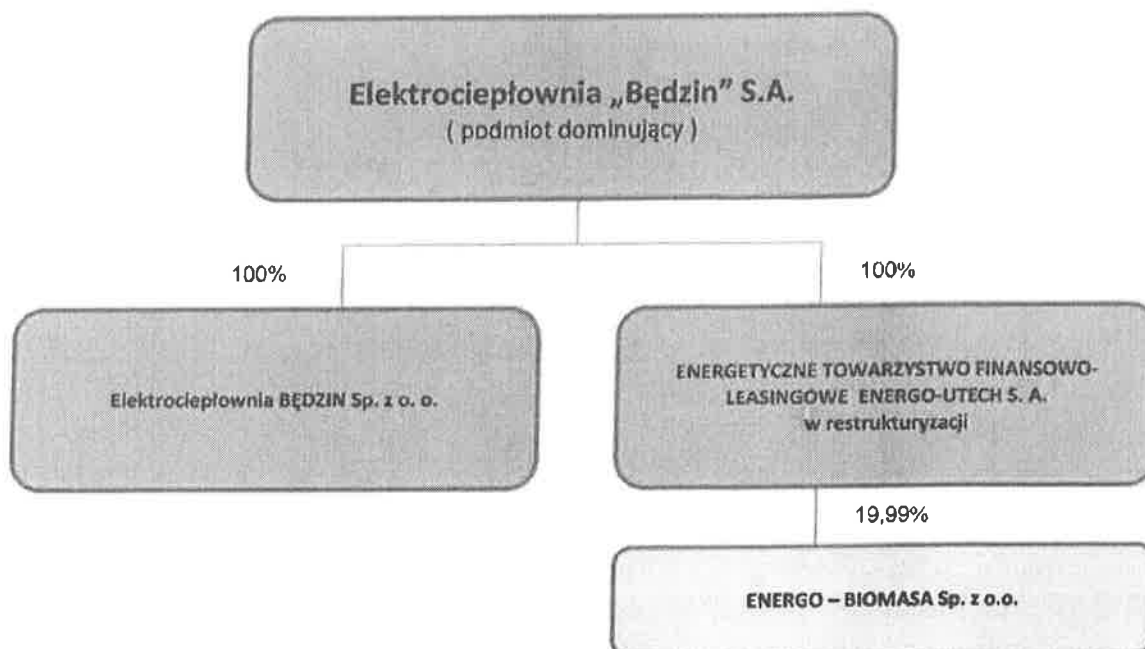 Elektrociepłownia „Będzin” S.A.
( podmiot dominujący )
100%
100%
Elektrociepłownia BĘDZIN Sp. z o. o.
ENERGETYCZNE TOWARZYSTWO FINANSOWO-
LEASINGOWE ENERGO-UTECH S. A.
w restrukturyzacji
19,99%
ENERGO – BIOMASA Sp. z o.o.